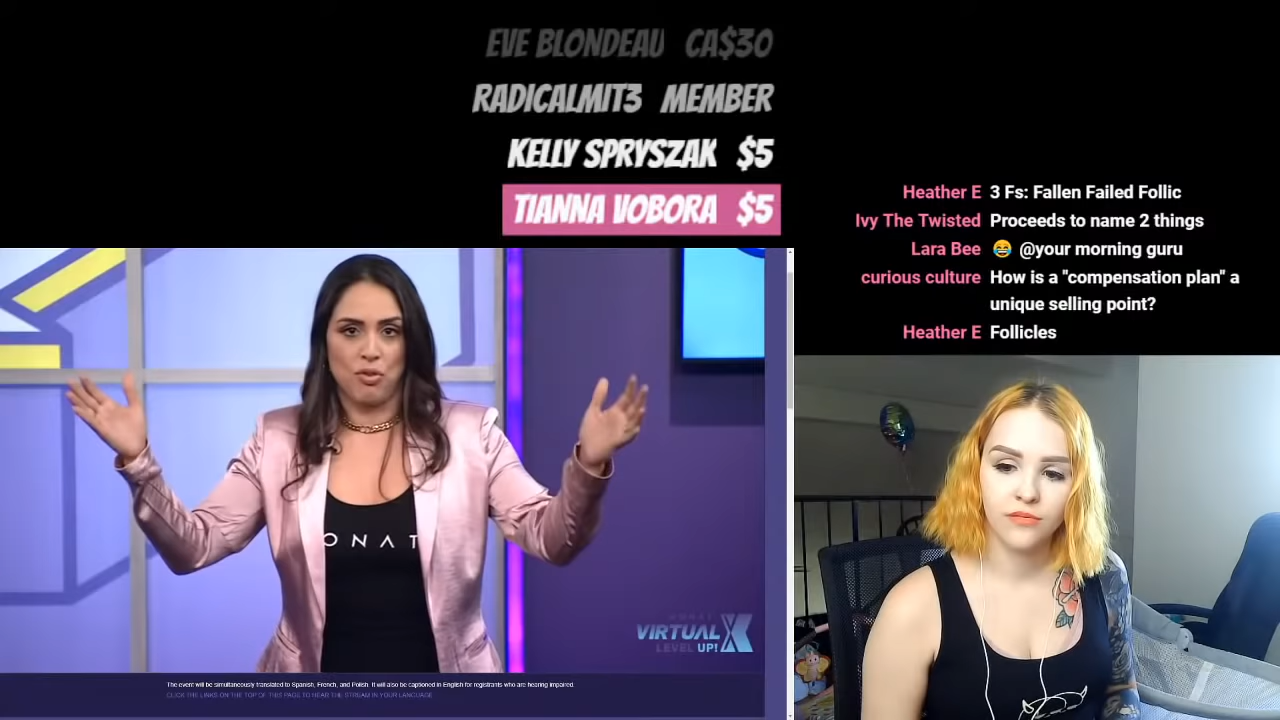 EVE BLONDEAU CA$30
RADICALMIT3 MEMBER
KELLY SPRYSZAK $5
TIANNA VOBORA $5
Heather E 3 Fs: Fallen Failed Follic
Ivy The Twisted Proceeds to name 2 things
Lara Bee 😂 @your morning guru
curious culture How is a "compensation plan" a
unique selling point?
Heather E Follicles
ONAT
VIRTUAL X
LEVEL UP!
The event will be simultaneously translated to Spanish, French, and Polish. It will also be captioned in English for registrants who are hearing impaired.
CLICK THE LINKS ON THE TOP OF THIS PAGE TO HEAR THE STREAM IN YOUR LANGUAGE